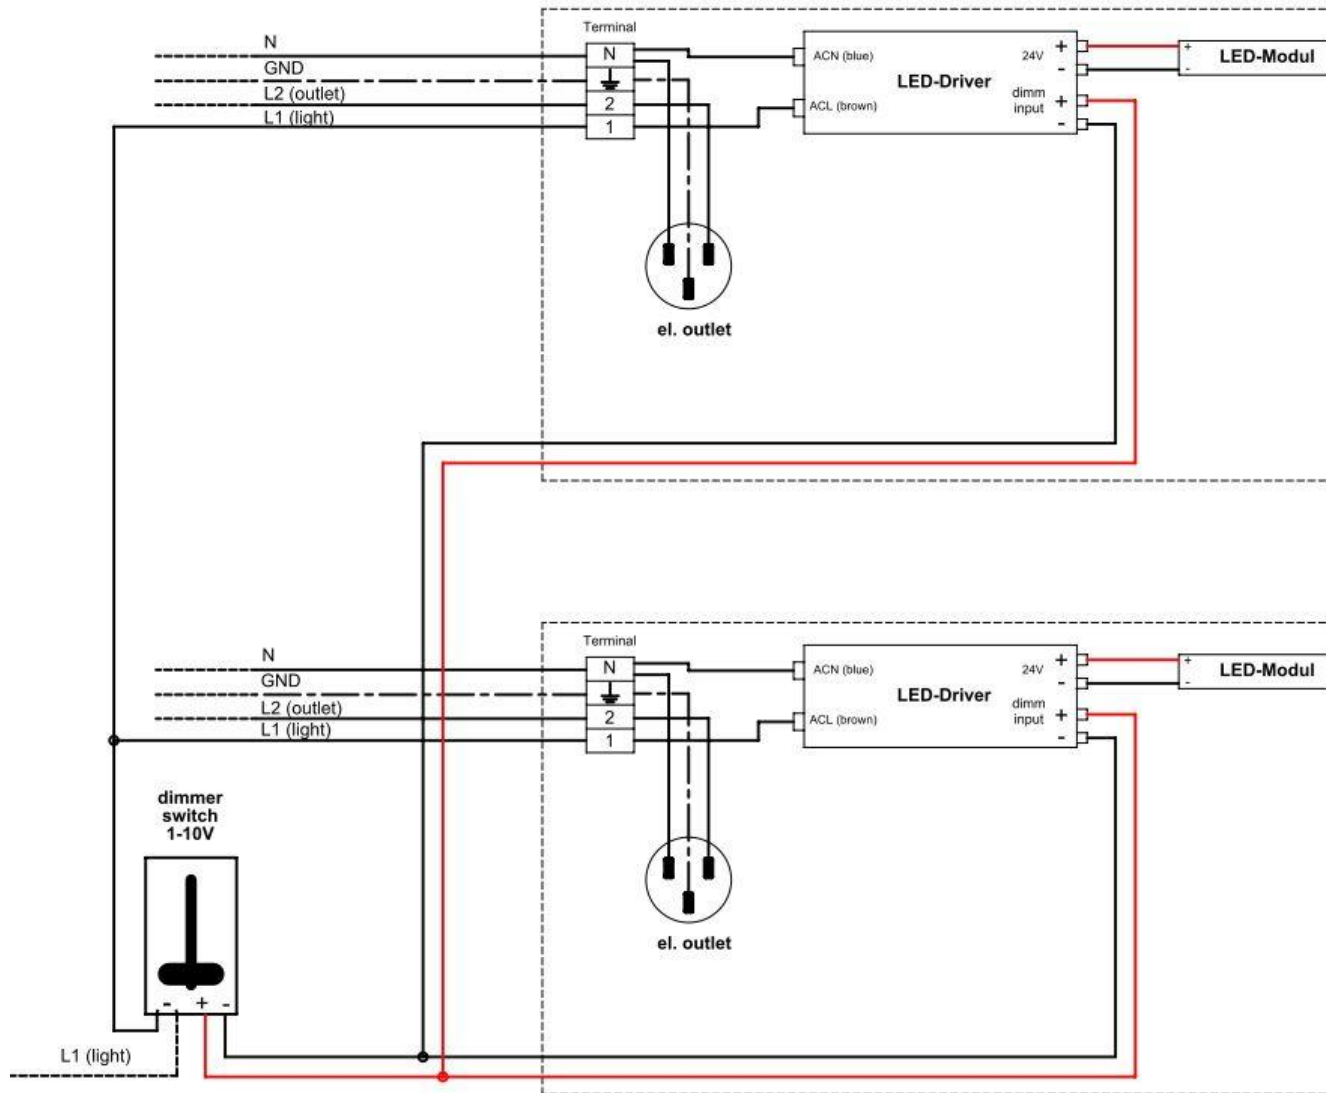 Terminal
N
GND
L2 (outlet)
L1 (light)
N
2
1
ACN (blue)
ACL (brown)
LED-Driver
24V
+
-
dimm
input
+
-
+
-
LED-Modul
el. outlet
Terminal
N
GND
L2 (outlet)
L1 (light)
N
2
1
ACN (blue)
ACL (brown)
LED-Driver
24V
+
-
dimm
input
+
-
+
-
LED-Modul
el. outlet
dimmer
switch
1-10V
- + -
L1 (light)